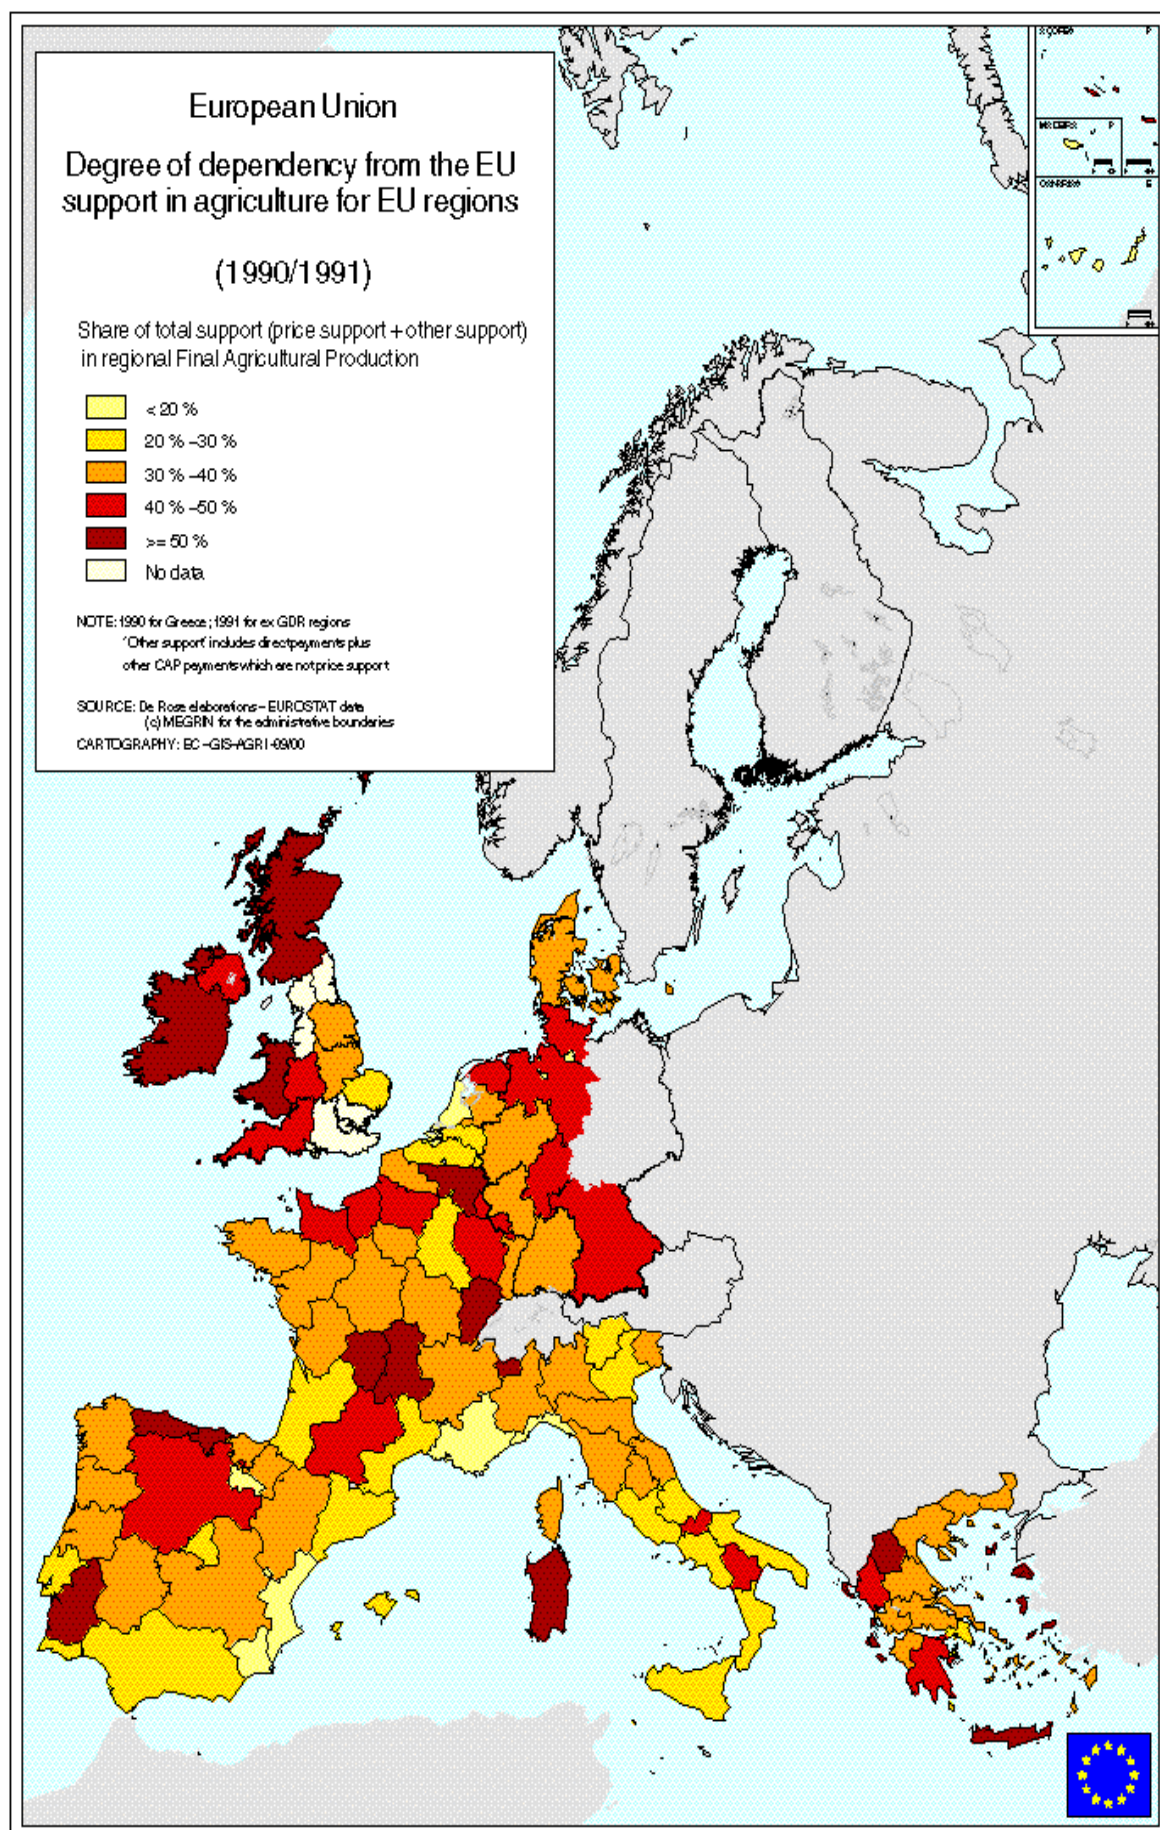 European Union
Degree of dependency from the EU
support in agriculture for EU regions
(1990/1991)
Share of total support (price support + other support)
in regional Final Agricultural Production
< 20 %
20 % –30 %
30 % –40 %
40 % –50 %
>= 50 %
No data
NOTE: 1990 for Greece ; 1991 for ex GDR regions
'Other support' includes directpayments plus
other CAP payments which are not price support
SOURCE: De Rose elaborations – EUROSTAT data
(c) MEGRIN for the administrative boundaries
CARTOGRAPHY: EC –GIS–AGRI –09/00
P
P
E